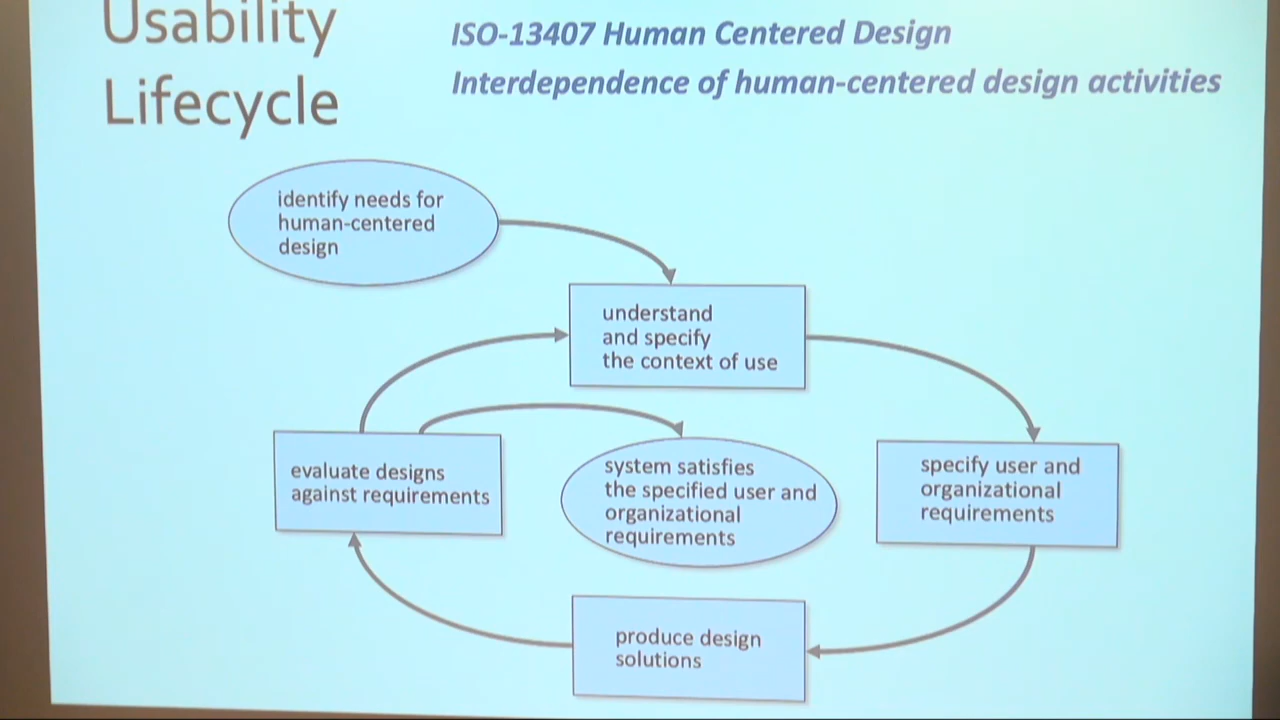 Usability
Lifecycle
ISO-13407 Human Centered Design
Interdependence of human-centered design activities
identify needs for
human-centered
design
understand
and specify
the context of use
evaluate designs
against requirements
system satisfies
the specified user and
organizational
requirements
specify user and
organizational
requirements
produce design
solutions